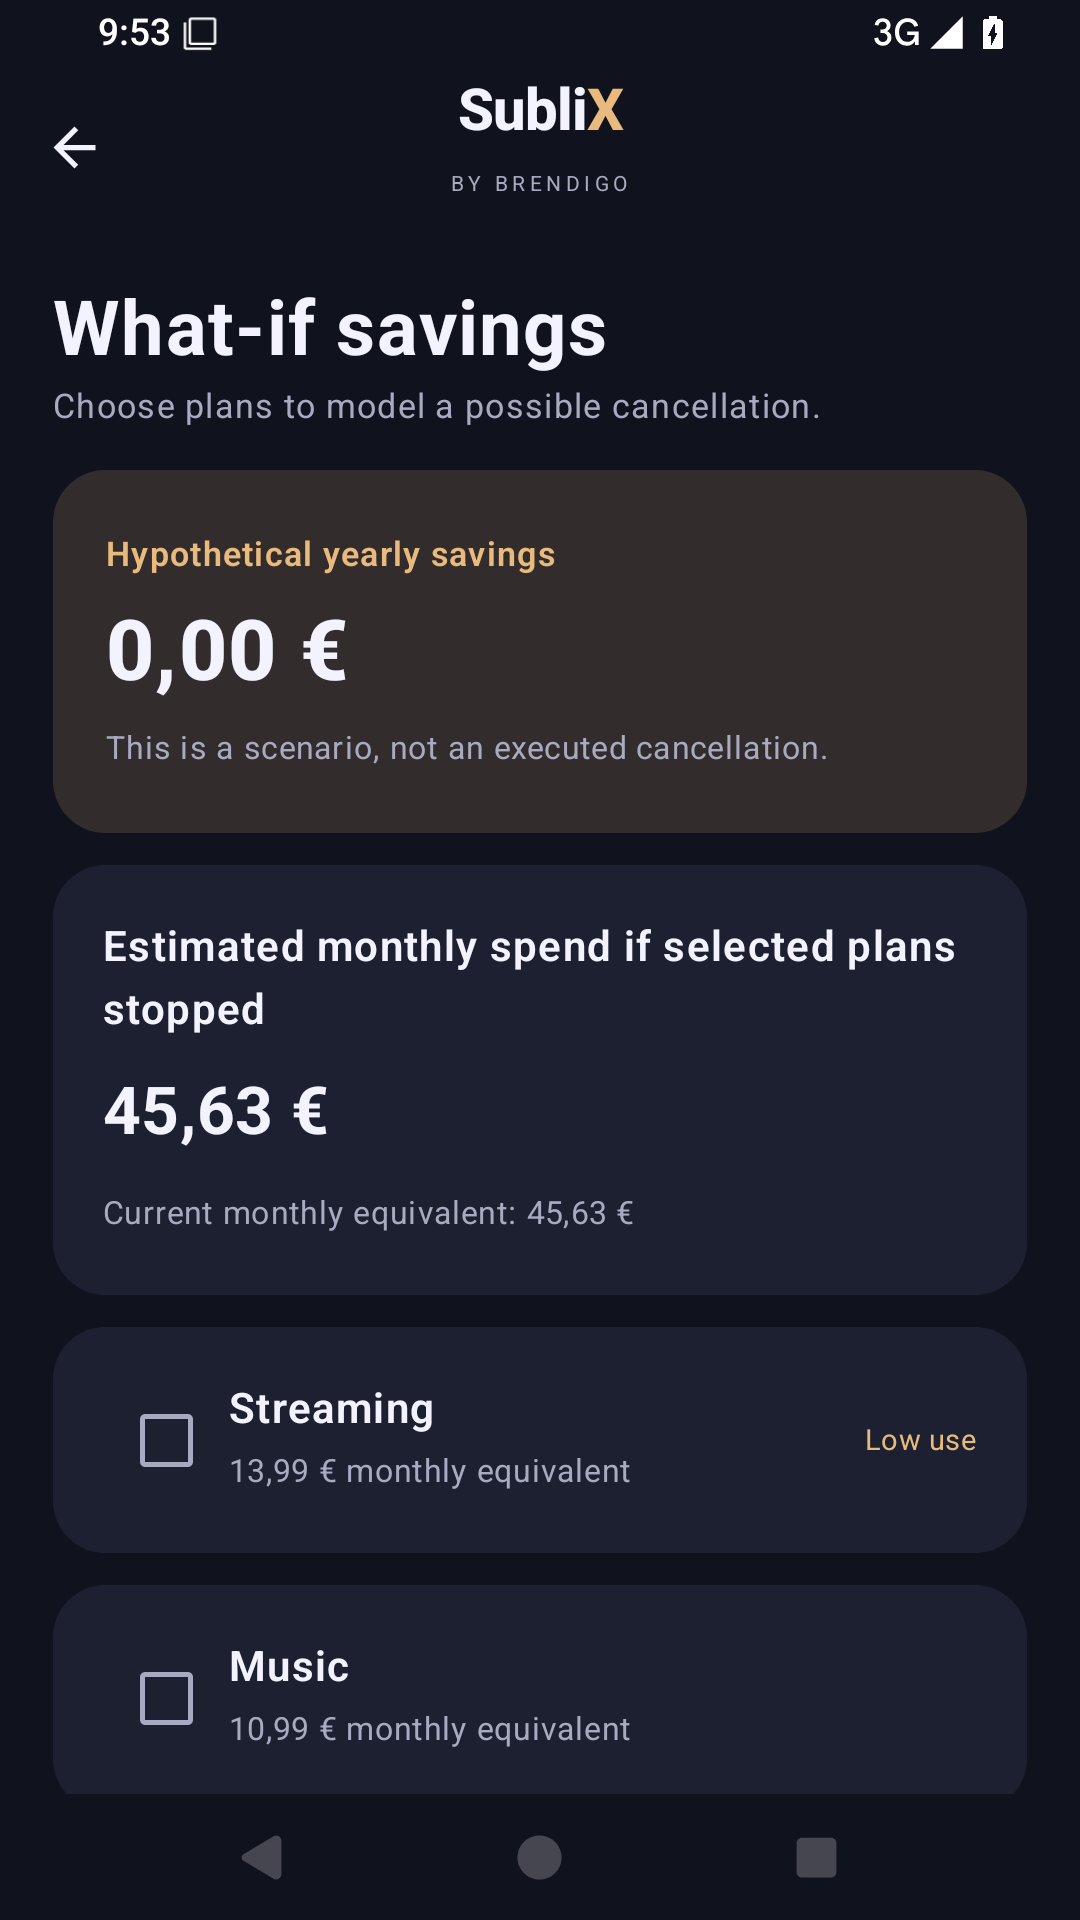 9:53
3G
SubliX
BY BRENDIGO
What-if savings
Choose plans to model a possible cancellation.
Hypothetical yearly savings
0,00 €
This is a scenario, not an executed cancellation.
Estimated monthly spend if selected plans
stopped
45,63 €
Current monthly equivalent: 45,63 €
Streaming
13,99 € monthly equivalent
Low use
Music
10,99 € monthly equivalent